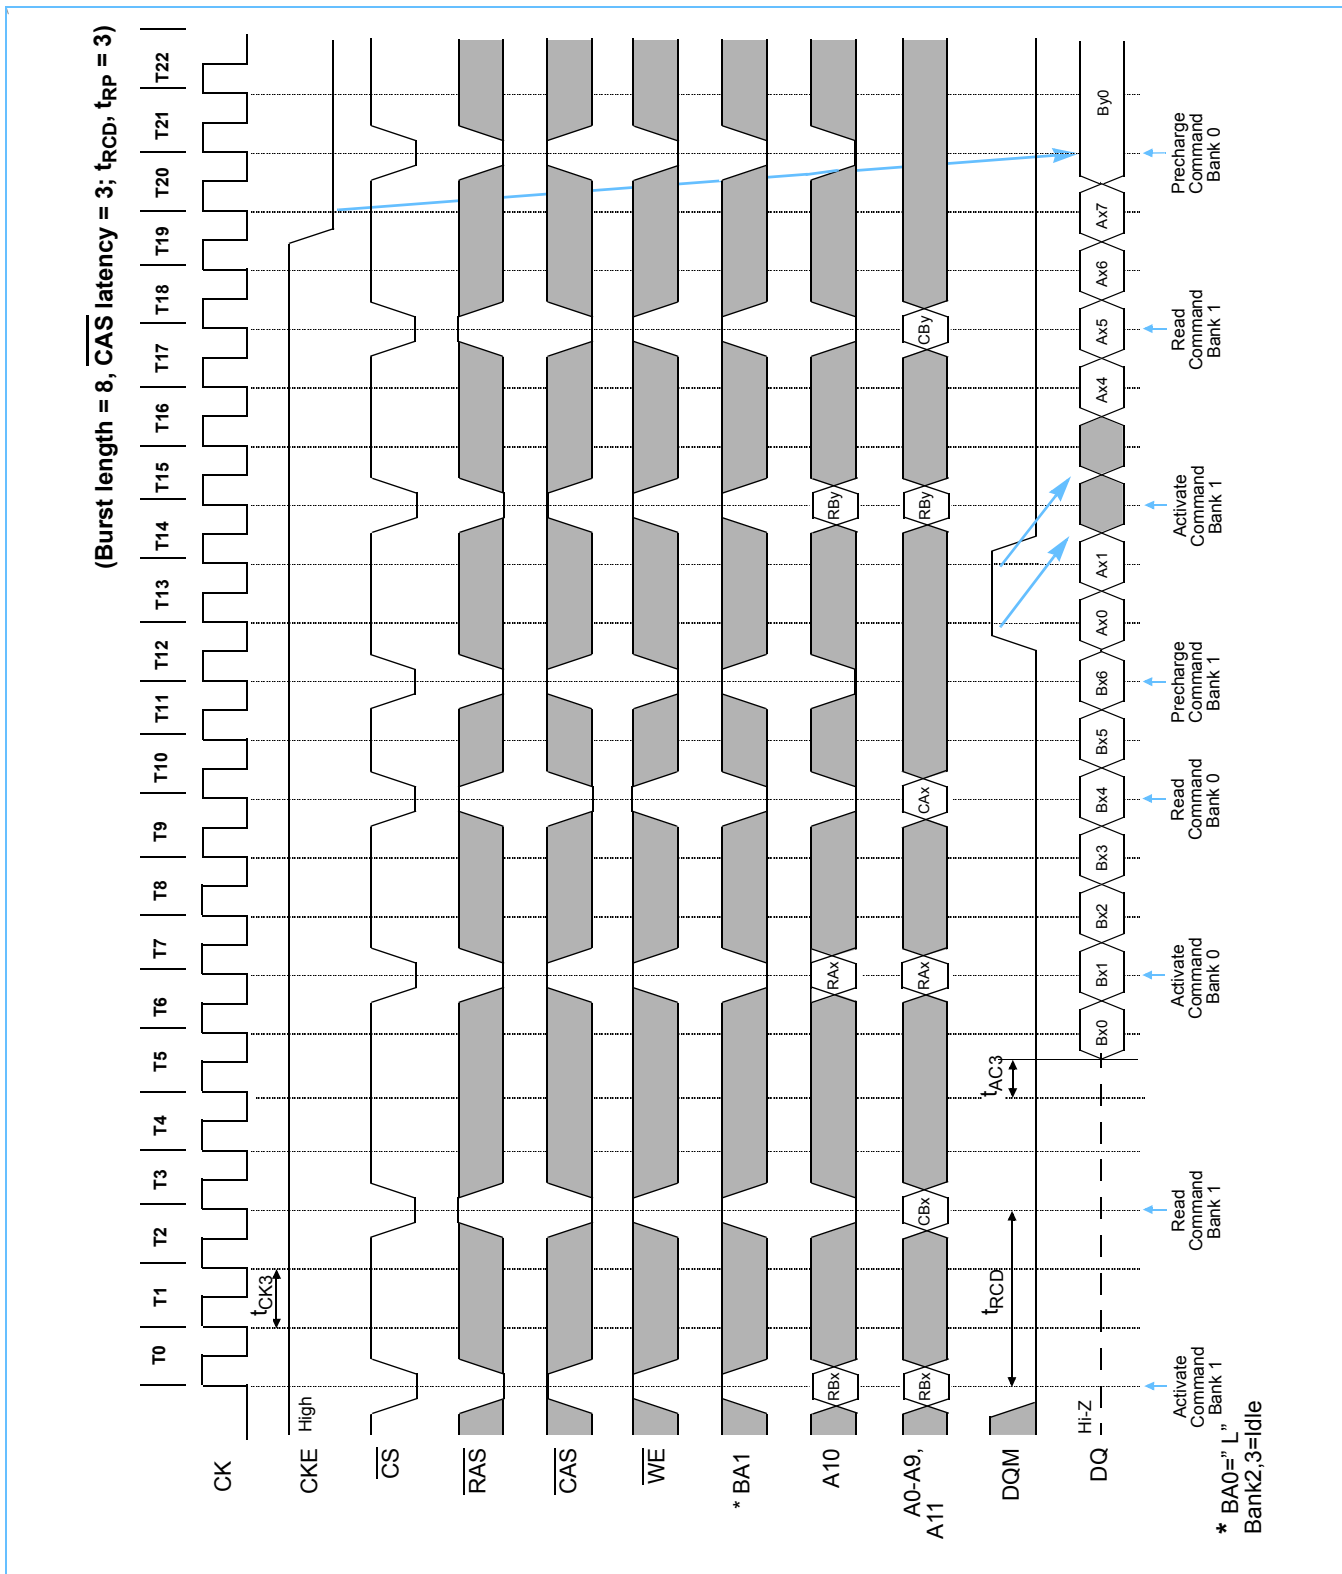 (Burst length = 8, CAS latency = 3; tRCD, tRP = 3)
T0 T1 T2 T3 T4 T5 T6 T7 T8 T9 T10 T11 T12 T13 T14 T15 T16 T17 T18 T19 T20 T21 T22
CK
tCK3
CKE
High
CS
RAS
CAS
WE
* BA1
A10
RBx RAx RBy
A0-A9,
A11
RBx CBx RAx CAx RBy CBy
DQM
tRCD
tAC3
DQ
Hi-Z
Bx0 Bx1 Bx2 Bx3 Bx4 Bx5 Bx6 Ax0 Ax1 Ax4 Ax5 Ax6 Ax7 By0
Activate
Command
Bank 1
Read
Command
Bank 1
Activate
Command
Bank 0
Read
Command
Bank 0
Precharge
Command
Bank 1
Activate
Command
Bank 1
Read
Command
Bank 1
Precharge
Command
Bank 0
* BA0=” L”
Bank2,3=Idle